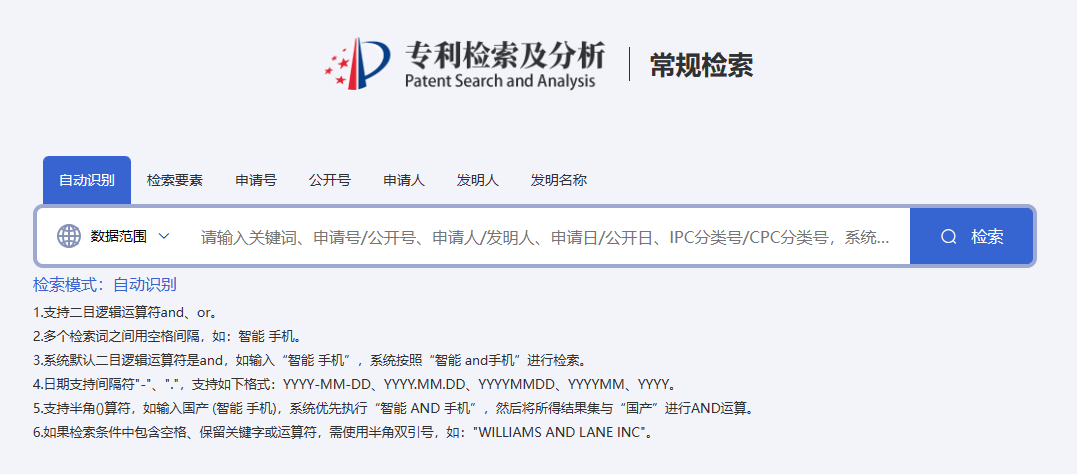 专利检索及分析
Patent Search and Analysis
常规检索
自动识别 检索要素 申请号 公开号 申请人 发明人 发明名称
数据范围 请输入关键词、申请号/公开号、申请人/发明人、申请日/公开日、IPC分类号/CPC分类号，系统... 检索
检索模式：自动识别
1.支持二目逻辑运算符and、or。
2.多个检索词之间用空格间隔，如：智能 手机。
3.系统默认二目逻辑运算符是and，如输入“智能 手机”，系统按照“智能 and手机”进行检索。
4.日期支持间隔符"-"、"."，支持如下格式：YYYY-MM-DD、YYYY.MM.DD、YYYYMMDD、YYYYMM、YYYY。
5.支持半角()算符，如输入国产 (智能 手机)，系统优先执行“智能 AND 手机”，然后将所得结果集与“国产”进行AND运算。
6.如果检索条件中包含空格、保留关键字或运算符，需使用半角双引号，如："WILLIAMS AND LANE INC"。